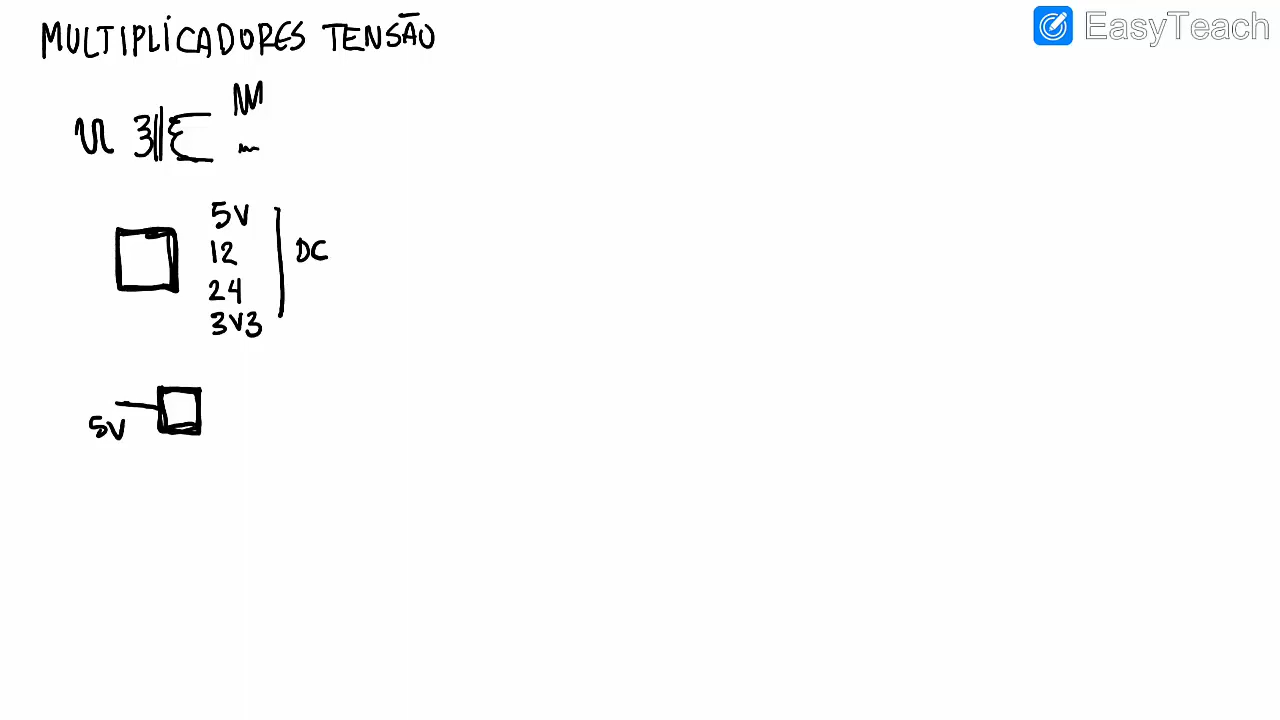 MULTIPLICADORES TENSÃO
EasyTeach
5V
12
24
3V3
DC
5V